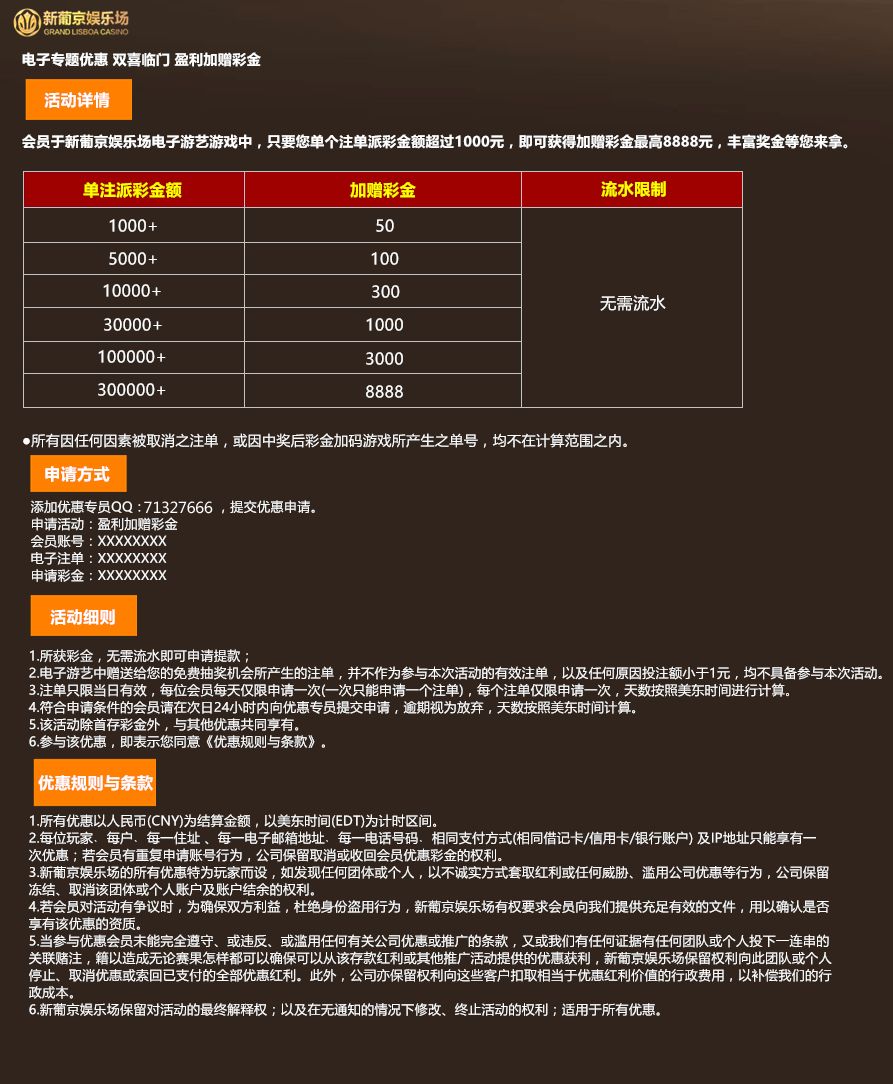 新葡京娱乐场
GRAND LISBOA CASINO
电子专题优惠 双喜临门 盈利加赠彩金
活动详情
会员于新葡京娱乐场电子游艺游戏中，只要您单个注单派彩金额超过1000元，即可获得加赠彩金最高8888元，丰富奖金等您来拿。
单注派彩金额 加赠彩金 流水限制
1000+ 50
5000+ 100
10000+ 300
无需流水
30000+ 1000
100000+ 3000
300000+ 8888
●所有因任何因素被取消之注单，或因中奖后彩金加码游戏所产生之单号，均不在计算范围之内。
申请方式
添加优惠专员QQ：71327666 ，提交优惠申请。
申请活动：盈利加赠彩金
会员账号：XXXXXXXX
电子注单：XXXXXXXX
申请彩金：XXXXXXXX
活动细则
1.所获彩金，无需流水即可申请提款；
2.电子游艺中赠送给您的免费抽奖机会所产生的注单，并不作为参与本次活动的有效注单，以及任何原因投注额小于1元，均不具备参与本次活动。
3.注单只限当日有效，每位会员每天仅限申请一次(一次只能申请一个注单)，每个注单仅限申请一次，天数按照美东时间进行计算。
4.符合申请条件的会员请在次日24小时内向优惠专员提交申请，逾期视为放弃，天数按照美东时间计算。
5.该活动除首存彩金外，与其他优惠共同享有。
6.参与该优惠，即表示您同意《优惠规则与条款》。
优惠规则与条款
1.所有优惠以人民币(CNY)为结算金额，以美东时间(EDT)为计时区间。
2.每位玩家、每户、每一住址 、每一电子邮箱地址、每一电话号码、相同支付方式(相同借记卡/信用卡/银行账户) 及IP地址只能享有一
次优惠；若会员有重复申请账号行为，公司保留取消或收回会员优惠彩金的权利。
3.新葡京娱乐场的所有优惠特为玩家而设，如发现任何团体或个人，以不诚实方式套取红利或任何威胁、滥用公司优惠等行为，公司保留
冻结、取消该团体或个人账户及账户结余的权利。
4.若会员对活动有争议时，为确保双方利益，杜绝身份盗用行为，新葡京娱乐场有权要求会员向我们提供充足有效的文件，用以确认是否
享有该优惠的资质。
5.当参与优惠会员未能完全遵守、或违反、或滥用任何有关公司优惠或推广的条款，又或我们有任何证据有任何团队或个人投下一连串的
关联赌注，籍以造成无论赛果怎样都可以确保可以从该存款红利或其他推广活动提供的优惠获利，新葡京娱乐场保留权利向此团队或个人
停止、取消优惠或索回已支付的全部优惠红利。此外，公司亦保留权利向这些客户扣取相当于优惠红利价值的行政费用，以补偿我们的行
政成本。
6.新葡京娱乐场保留对活动的最终解释权；以及在无通知的情况下修改、终止活动的权利；适用于所有优惠。